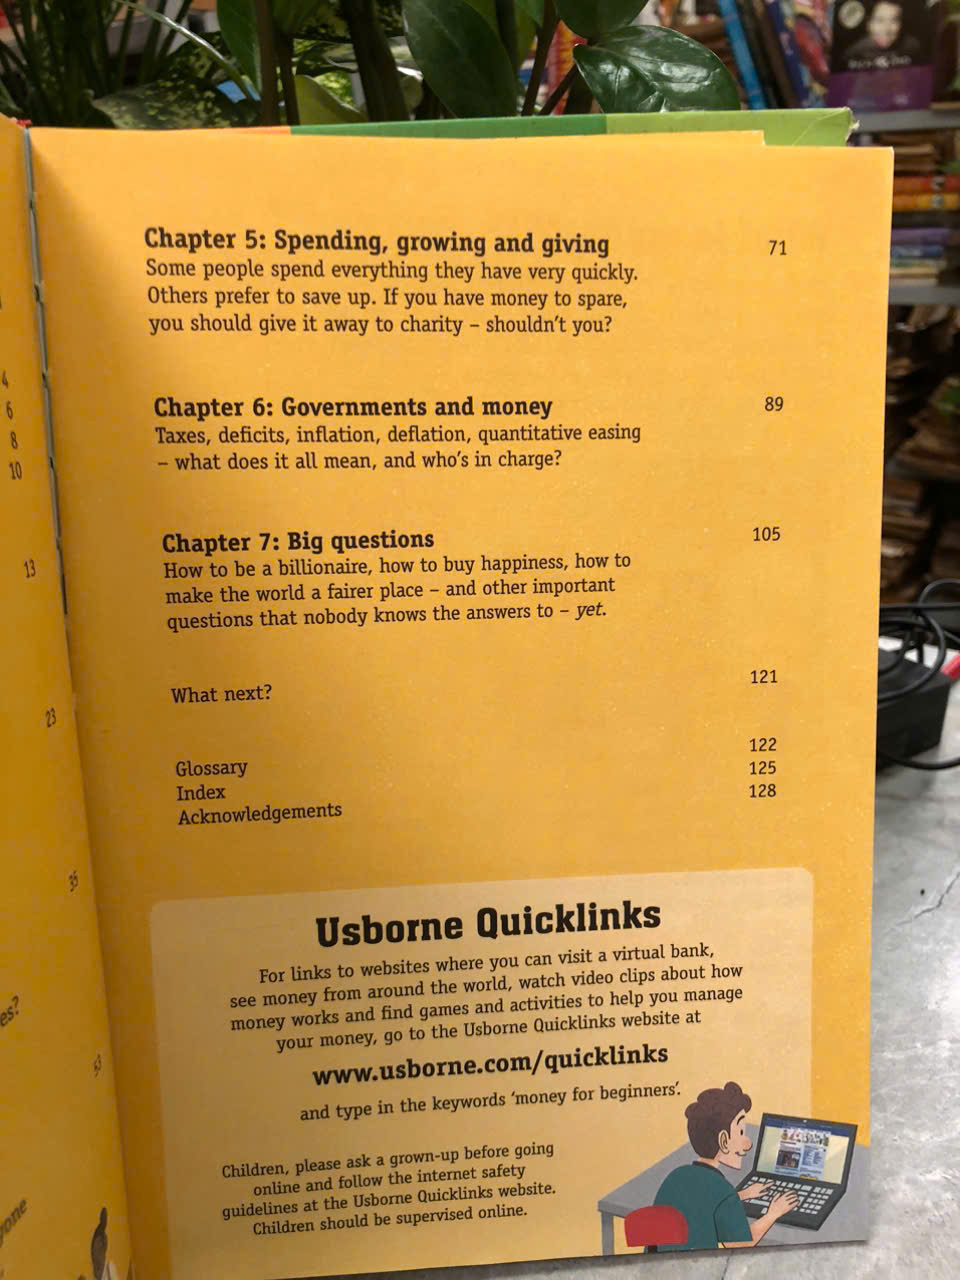 4
6
8
10
13
23
35
es?
53
yone
Chapter 5: Spending, growing and giving 71
Some people spend everything they have very quickly.
Others prefer to save up. If you have money to spare,
you should give it away to charity – shouldn't you?
Chapter 6: Governments and money 89
Taxes, deficits, inflation, deflation, quantitative easing
– what does it all mean, and who's in charge?
Chapter 7: Big questions 105
How to be a billionaire, how to buy happiness, how to
make the world a fairer place – and other important
questions that nobody knows the answers to – yet.
What next? 121
Glossary 122
Index 125
Acknowledgements 128
Usborne Quicklinks
For links to websites where you can visit a virtual bank,
see money from around the world, watch video clips about how
money works and find games and activities to help you manage
your money, go to the Usborne Quicklinks website at
www.usborne.com/quicklinks
and type in the keywords 'money for beginners'.
Children, please ask a grown-up before going
online and follow the internet safety
guidelines at the Usborne Quicklinks website.
Children should be supervised online.